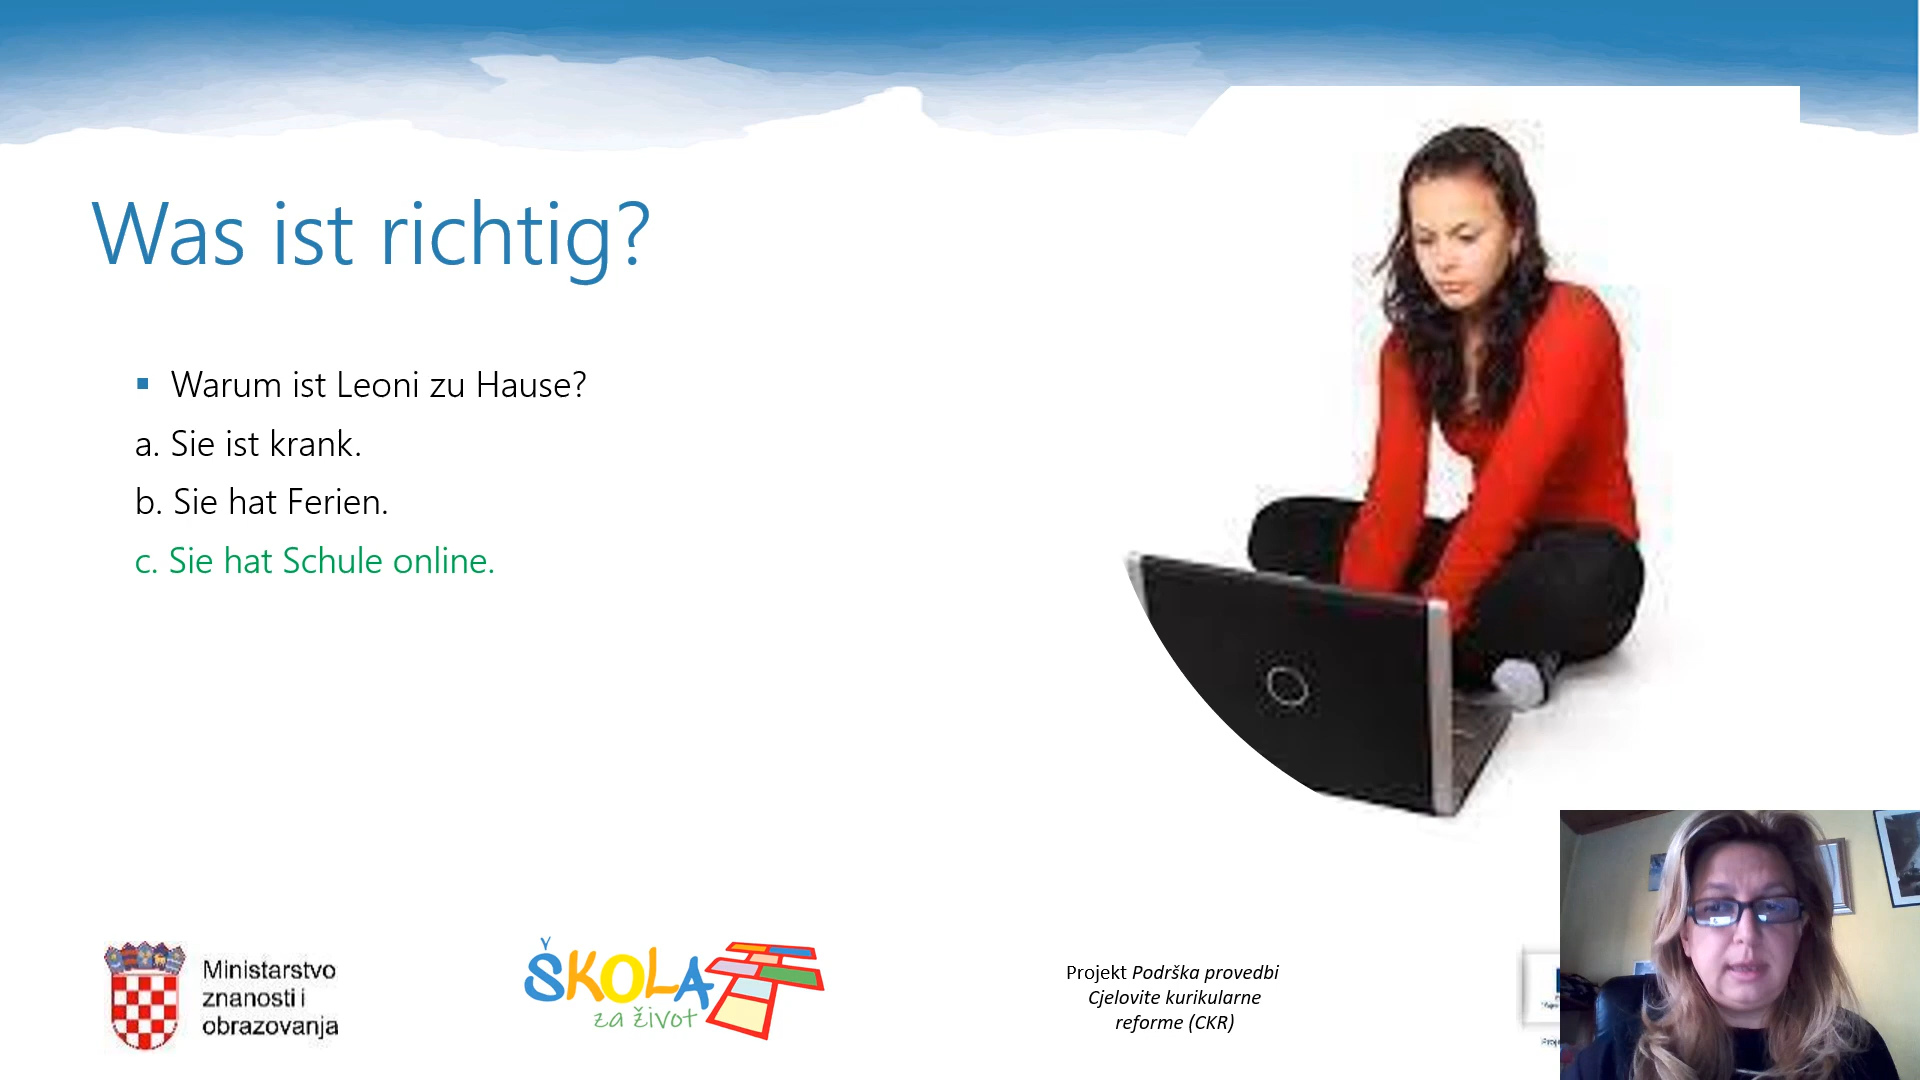 Was ist richtig?
Warum ist Leoni zu Hause?
a. Sie ist krank.
b. Sie hat Ferien.
c. Sie hat Schule online.
Ministarstvo
znanosti i
obrazovanja
ŠKOLA
za život
Projekt Podrška provedbi
Cjelovite kurikularne
reforme (CKR)